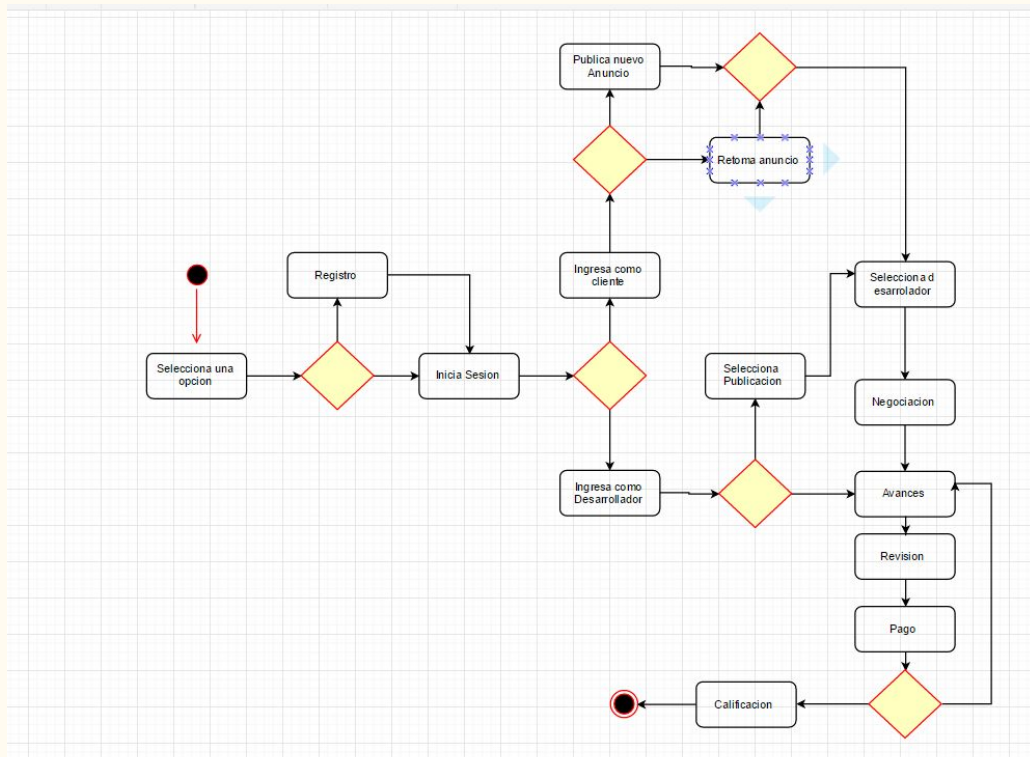 Publica nuevo
Anuncio
Retoma anuncio
Registro
Ingresa como
cliente
Selecciona d
esarrolador
Selecciona una
opcion
Inicia Sesion
Selecciona
Publicacion
Negociacion
Ingresa como
Desarrollador
Avances
Revision
Pago
Calificacion